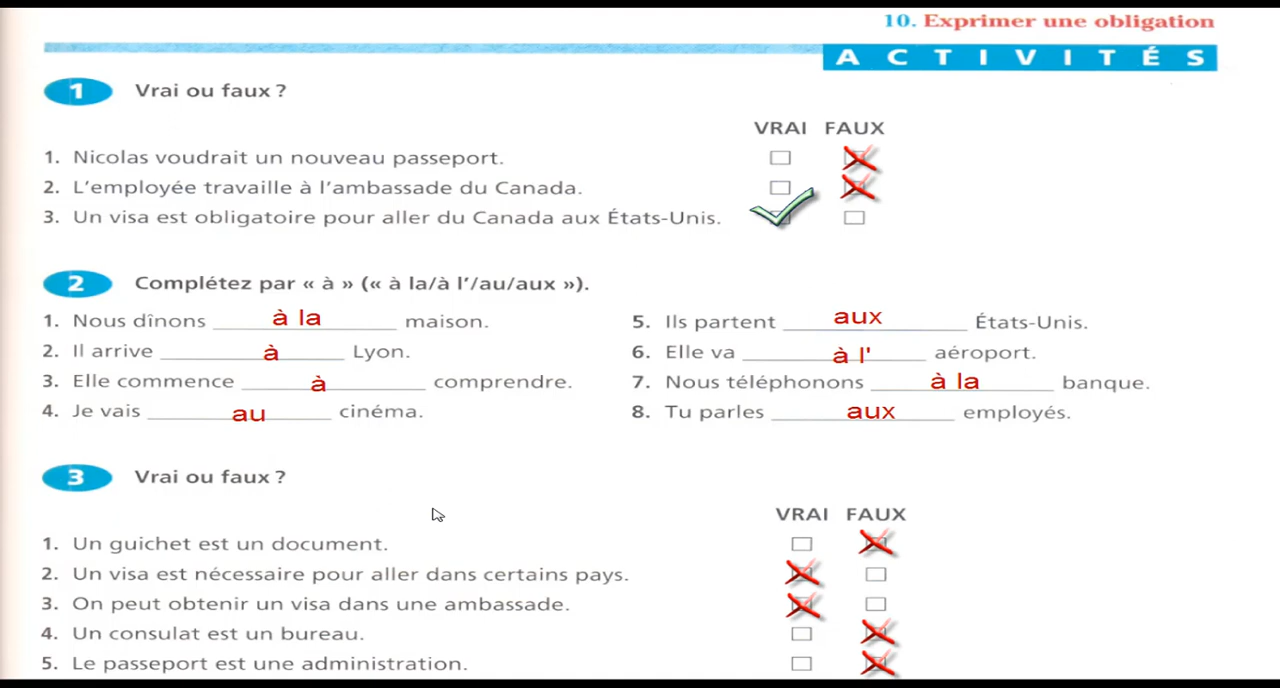 10. Exprimer une obligation
ACTIVITÉS
1 Vrai ou faux ?
VRAI FAUX
1. Nicolas voudrait un nouveau passeport.
2. L'employée travaille à l'ambassade du Canada.
3. Un visa est obligatoire pour aller du Canada aux États-Unis.
2 Complétez par « à » (« à la/à l'/au/aux »).
1. Nous dînons à la maison.
2. Il arrive à Lyon.
3. Elle commence à comprendre.
4. Je vais au cinéma.
5. Ils partent aux États-Unis.
6. Elle va à l' aéroport.
7. Nous téléphonons à la banque.
8. Tu parles aux employés.
3 Vrai ou faux ?
VRAI FAUX
1. Un guichet est un document.
2. Un visa est nécessaire pour aller dans certains pays.
3. On peut obtenir un visa dans une ambassade.
4. Un consulat est un bureau.
5. Le passeport est une administration.